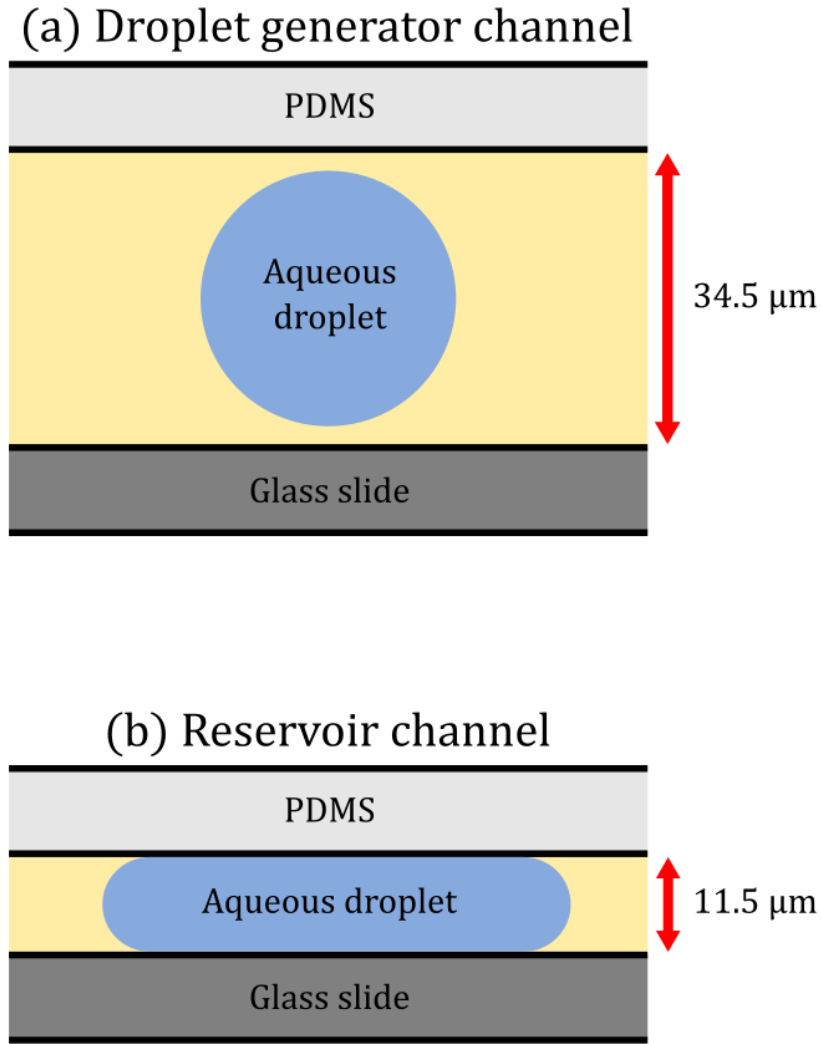 (a) Droplet generator channel
PDMS
Aqueous
droplet
34.5 μm
Glass slide
(b) Reservoir channel
PDMS
Aqueous droplet
11.5 μm
Glass slide